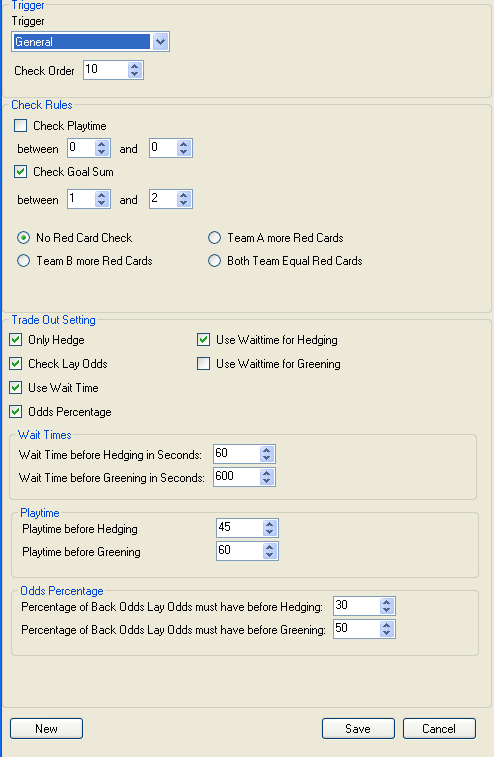 Trigger
Trigger
General
Check Order 10
Check Rules
Check Playtime
between 0 and 0
Check Goal Sum
between 1 and 2
No Red Card Check Team A more Red Cards
Team B more Red Cards Both Team Equal Red Cards
Trade Out Setting
Only Hedge Use Waittime for Hedging
Check Lay Odds Use Waittime for Greening
Use Wait Time
Odds Percentage
Wait Times
Wait Time before Hedging in Seconds: 60
Wait Time before Greening in Seconds: 600
Playtime
Playtime before Hedging 45
Playtime before Greening 60
Odds Percentage
Percentage of Back Odds Lay Odds must have before Hedging: 30
Percentage of Back Odds Lay Odds must have before Greening: 50
New Save Cancel